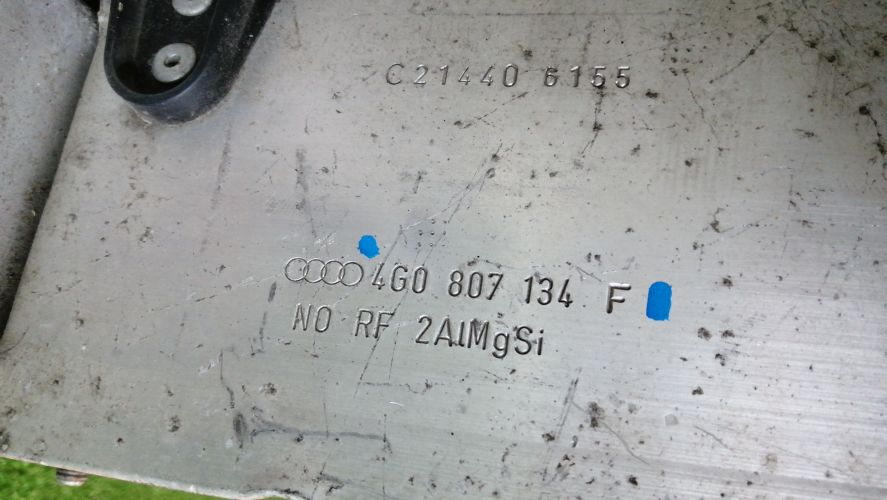 C21440 6155
4G0 807 134 F
NO RF 2AlMgSi